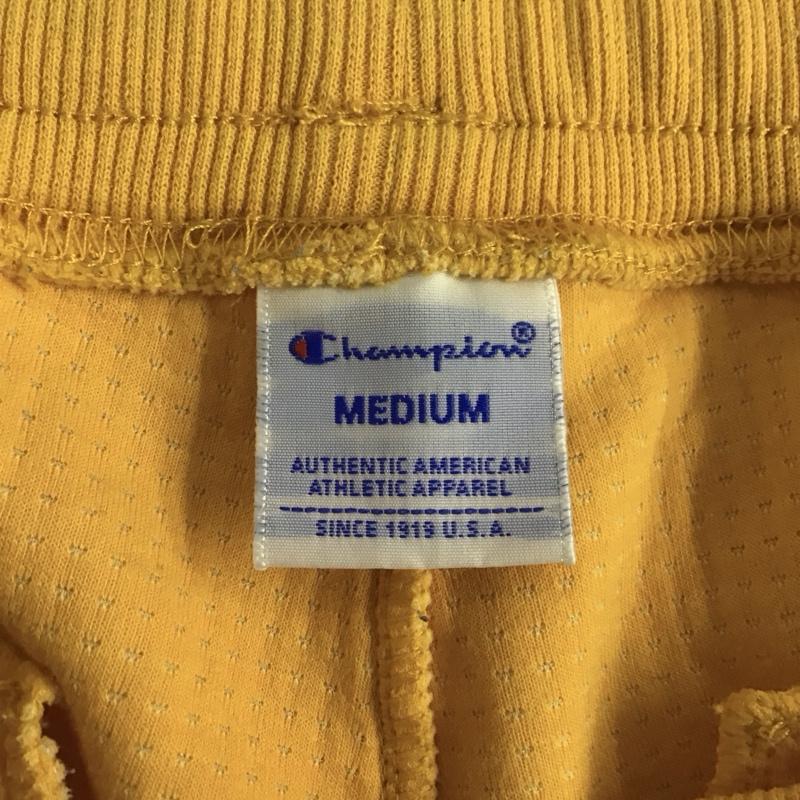 Champion®
MEDIUM
AUTHENTIC AMERICAN
ATHLETIC APPAREL
SINCE 1919 U.S.A.